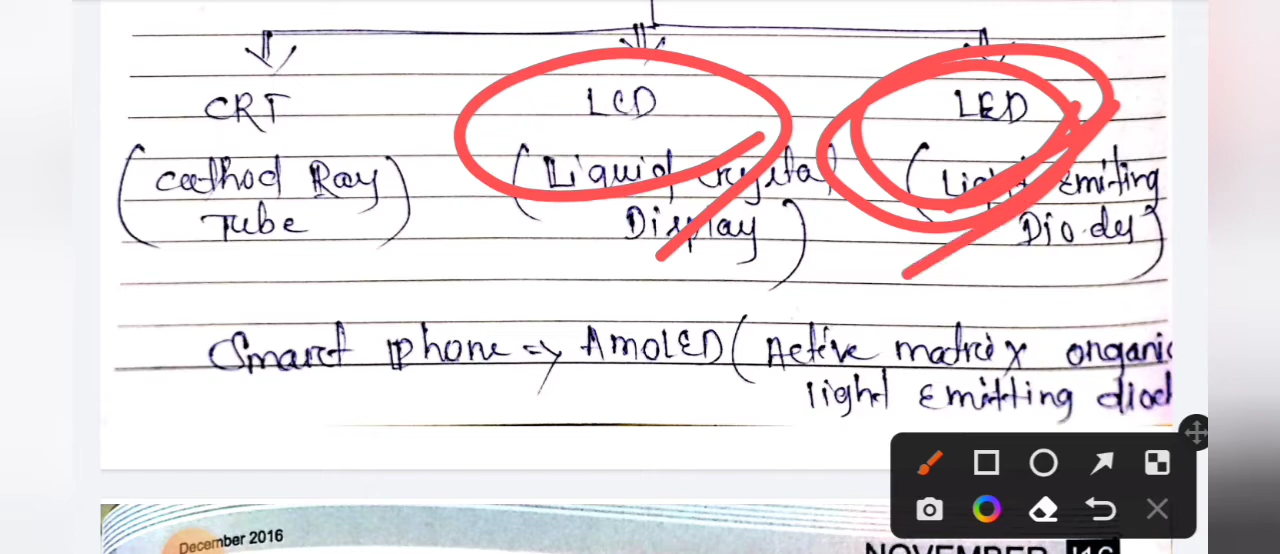 CRT LCD LED
(Cathod Ray (Liquid Crystal (Light Emiting
Tube) Display) Diodes)
Smart phone => AMOLED (Active matrix organic
light Emitting diod
December 2016
NOVEMBER